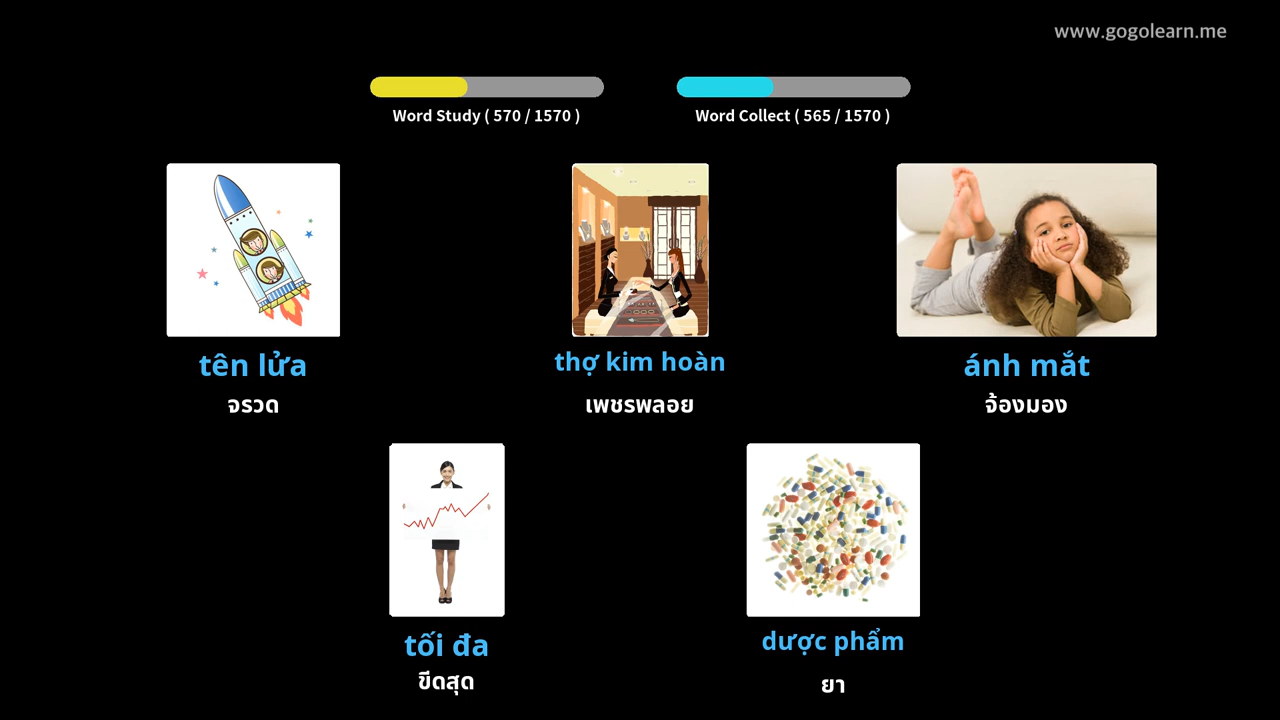 www.gogolearn.me
Word Study ( 570 / 1570 )
Word Collect ( 565 / 1570 )
tên lửa
จรวด
thợ kim hoàn
เพชรพลอย
ánh mắt
จ้องมอง
tối đa
ขีดสุด
dược phẩm
ยา